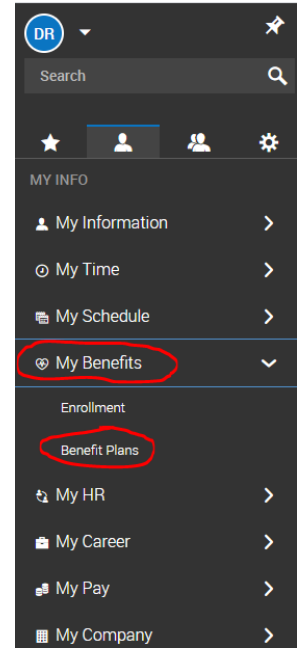 DR
Search
MY INFO
My Information
My Time
My Schedule
My Benefits
Enrollment
Benefit Plans
My HR
My Career
My Pay
My Company